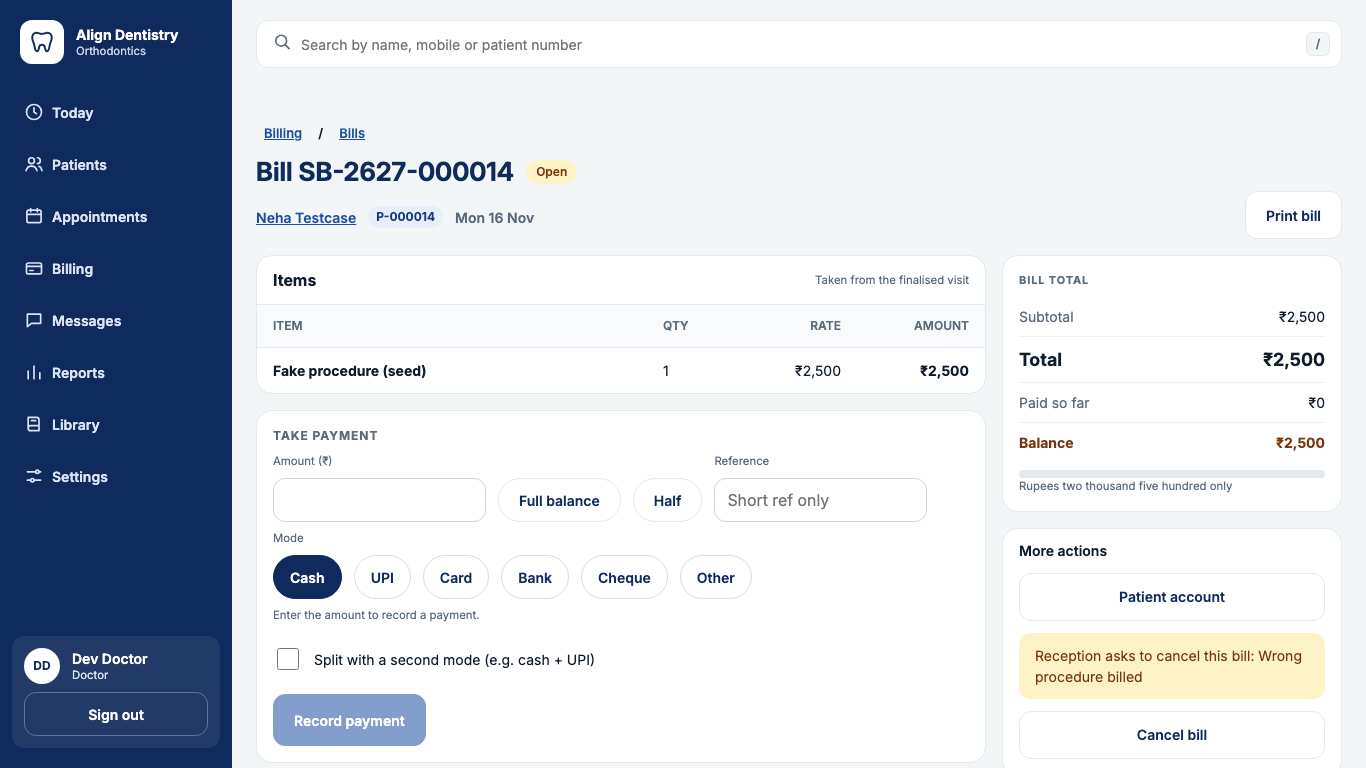 Align Dentistry
Orthodontics
Today
Patients
Appointments
Billing
Messages
Reports
Library
Settings
DD
Dev Doctor
Doctor
Sign out
Search by name, mobile or patient number
/
Billing / Bills
Bill SB-2627-000014 Open
Neha Testcase P-000014 Mon 16 Nov
Print bill
Items Taken from the finalised visit
ITEM QTY RATE AMOUNT
Fake procedure (seed) 1 ₹2,500 ₹2,500
TAKE PAYMENT
Amount (₹) Reference
Full balance Half Short ref only
Mode
Cash UPI Card Bank Cheque Other
Enter the amount to record a payment.
Split with a second mode (e.g. cash + UPI)
Record payment
BILL TOTAL
Subtotal ₹2,500
Total ₹2,500
Paid so far ₹0
Balance ₹2,500
Rupees two thousand five hundred only
More actions
Patient account
Reception asks to cancel this bill: Wrong
procedure billed
Cancel bill